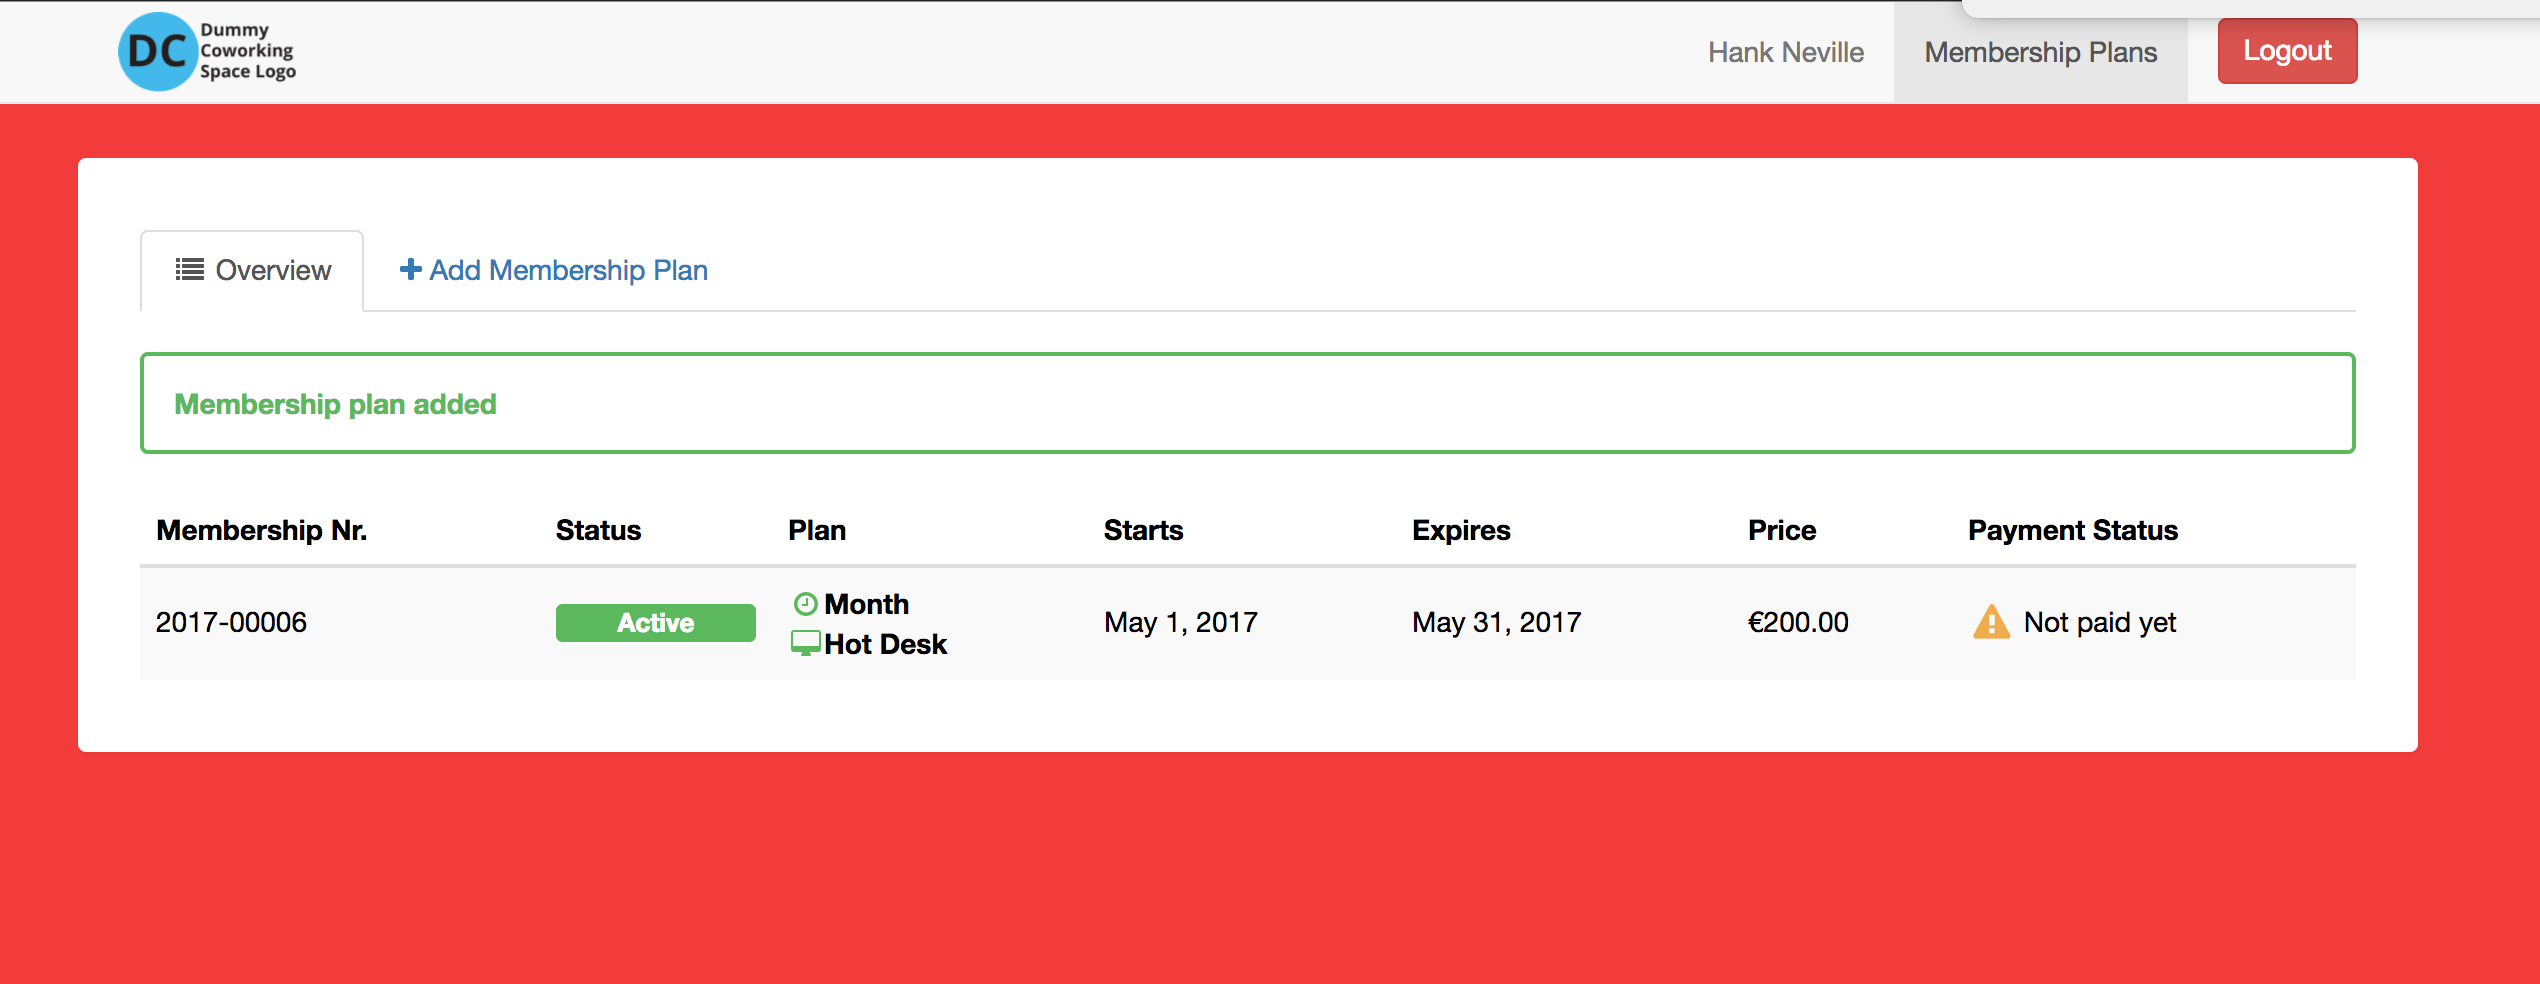 DC
Dummy
Coworking
Space Logo
Hank Neville
Membership Plans
Logout
Overview
Add Membership Plan
Membership plan added
Membership Nr. Status Plan Starts Expires Price Payment Status
2017-00006 Active Month May 1, 2017 May 31, 2017 €200.00 Not paid yet
Hot Desk